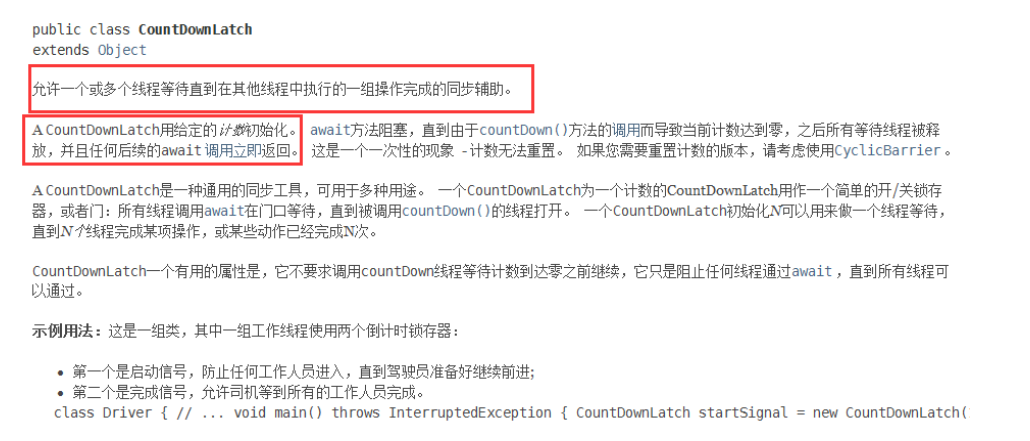 public class CountDownLatch
extends Object
允许一个或多个线程等待直到在其他线程中执行的一组操作完成的同步辅助。
A CountDownLatch用给定的计数初始化。 await方法阻塞，直到由于countDown()方法的调用而导致当前计数达到零，之后所有等待线程被释
放，并且任何后续的await 调用立即返回。 这是一个一次性的现象 - 计数无法重置。 如果您需要重置计数的版本，请考虑使用CyclicBarrier 。
A CountDownLatch是一种通用的同步工具，可用于多种用途。 一个CountDownLatch为一个计数的CountDownLatch用作一个简单的开/关锁存
器，或者门：所有线程调用await在门口等待，直到被调用countDown()的线程打开。 一个CountDownLatch初始化N可以用来做一个线程等待，
直到N个线程完成某项操作，或某些动作已经完成N次。
CountDownLatch一个有用的属性是，它不要求调用countDown线程等待计数到达零之前继续，它只是阻止任何线程通过await ，直到所有线程可
以通过。
示例用法：这是一组类，其中一组工作线程使用两个倒计时锁存器：
• 第一个是启动信号，防止任何工作人员进入，直到驾驶员准备好继续前进;
• 第二个是完成信号，允许司机等到所有的工作人员完成。
class Driver { // ... void main() throws InterruptedException { CountDownLatch startSignal = new CountDownLatch(